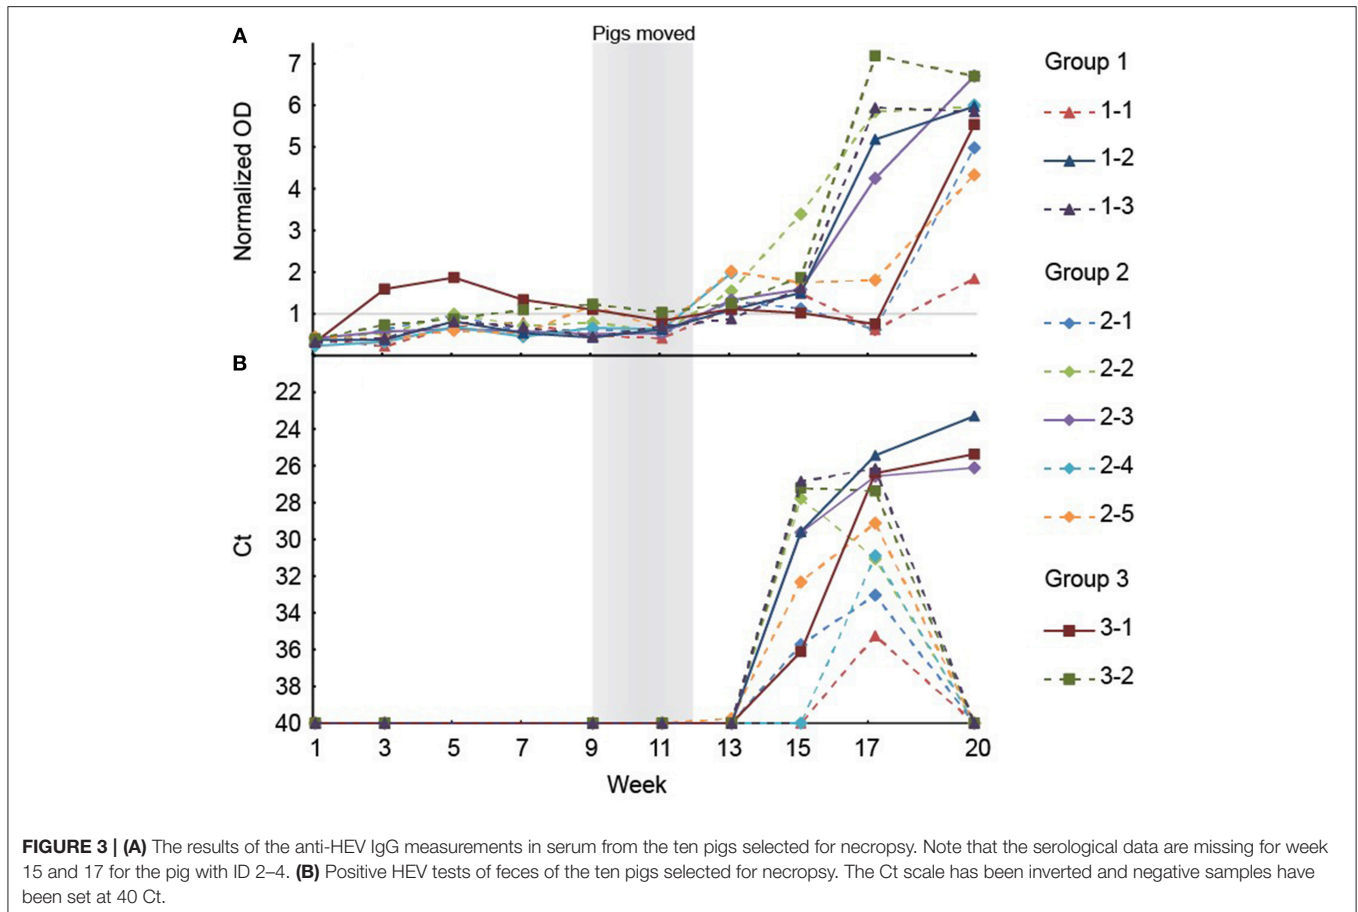 A
Pigs moved
Normalized OD
7
6
5
4
3
2
1
B
Ct
22
24
26
28
30
32
34
36
38
40
1 3 5 7 9 11 13 15 17 20
Week
Group 1
1-1
1-2
1-3
Group 2
2-1
2-2
2-3
2-4
2-5
Group 3
3-1
3-2
FIGURE 3 | (A) The results of the anti-HEV IgG measurements in serum from the ten pigs selected for necropsy. Note that the serological data are missing for week
15 and 17 for the pig with ID 2–4. (B) Positive HEV tests of feces of the ten pigs selected for necropsy. The Ct scale has been inverted and negative samples have
been set at 40 Ct.